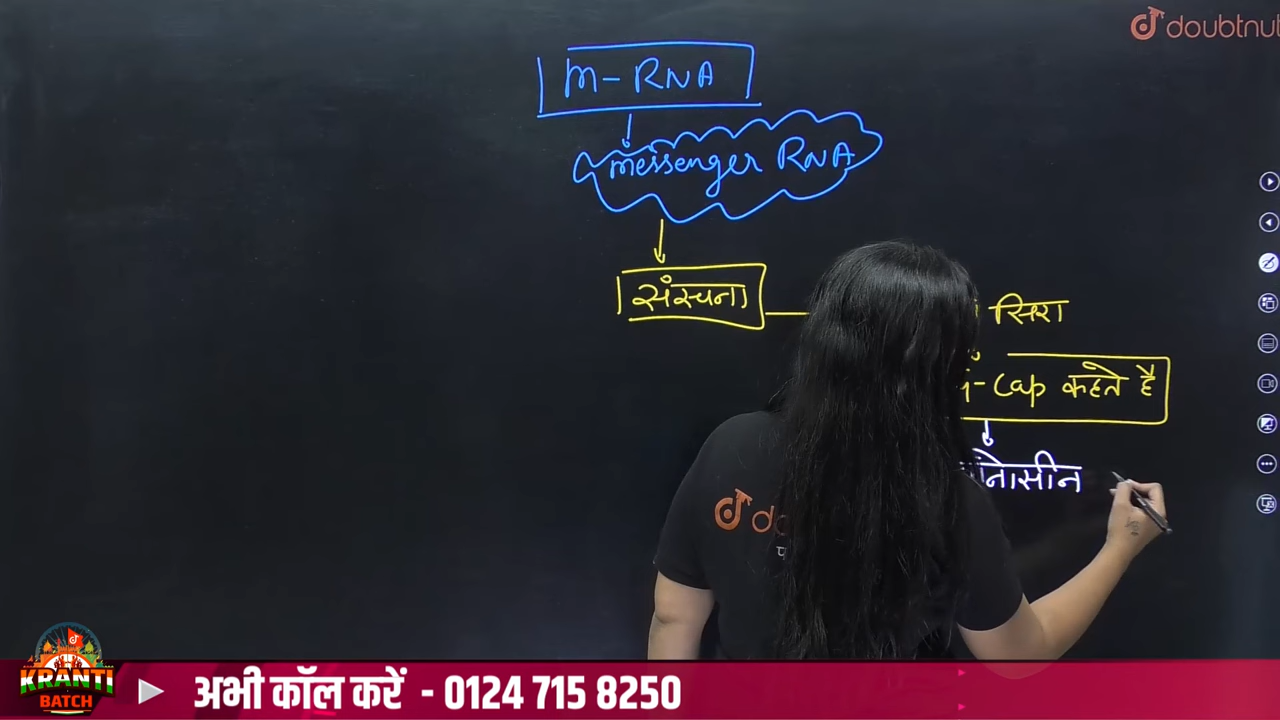 doubtnut
m-RNA
messenger RNA
संरचना
सिरा
G-Cap कहते है
नोसीन
KRANTI
BATCH
अभी कॉल करें - 0124 715 8250